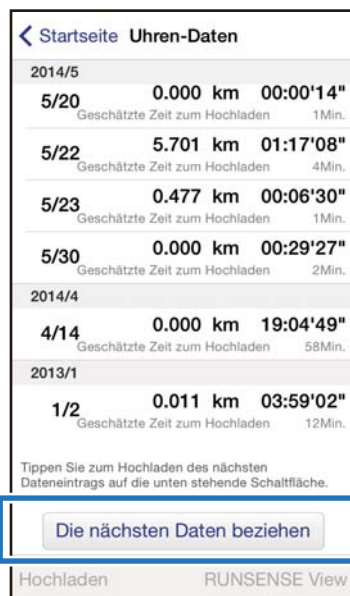 Startseite Uhren-Daten
2014/5
5/20 0.000 km 00:00'14"
Geschätzte Zeit zum Hochladen 1Min.
5/22 5.701 km 01:17'08"
Geschätzte Zeit zum Hochladen 4Min.
5/23 0.477 km 00:06'30"
Geschätzte Zeit zum Hochladen 1Min.
5/30 0.000 km 00:29'27"
Geschätzte Zeit zum Hochladen 2Min.
2014/4
4/14 0.000 km 19:04'49"
Geschätzte Zeit zum Hochladen 58Min.
2013/1
1/2 0.011 km 03:59'02"
Geschätzte Zeit zum Hochladen 12Min.
Tippen Sie zum Hochladen des nächsten
Dateneintrags auf die unten stehende Schaltfläche.
Die nächsten Daten beziehen
Hochladen RUNSENSE View